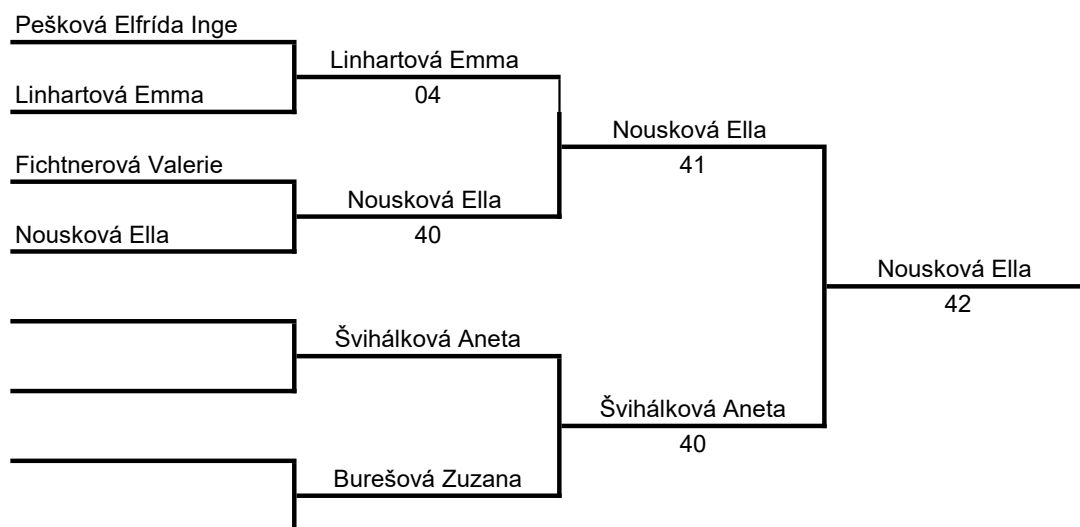 Pešková Elfrída Inge
Linhartová Emma
04
Linhartová Emma
Nousková Ella
41
Fichtnerová Valerie
Nousková Ella
40
Nousková Ella
Nousková Ella
42
Švihálková Aneta
Švihálková Aneta
40
Burešová Zuzana